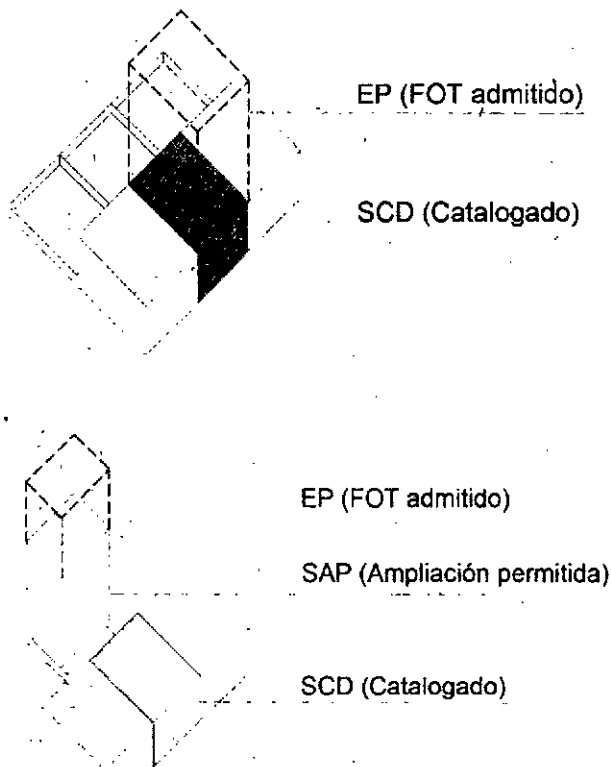 EP (FOT admitido)
SCD (Catalogado)
EP (FOT admitido)
SAP (Ampliación permitida)
SCD (Catalogado)